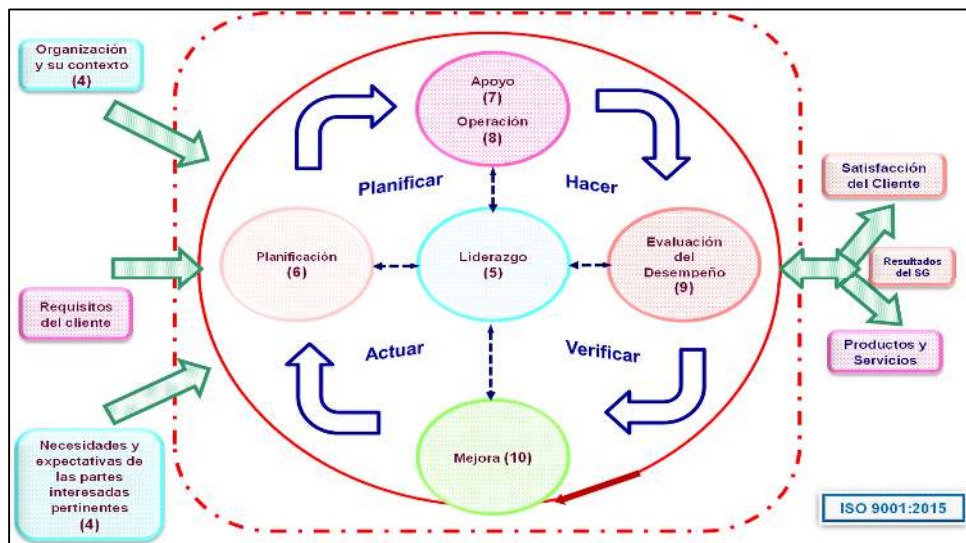 Organización
y su contexto
(4)
Apoyo
(7)
Operación
(8)
Satisfacción
del Cliente
Planificar
Hacer
Planificación
(6)
Liderazgo
(5)
Evaluación
del
Desempeño
(9)
Resultados
del SG
Requisitos
del cliente
Productos y
Servicios
Actuar
Verificar
Necesidades y
expectativas de
las partes
interesadas
pertinentes
(4)
Mejora (10)
ISO 9001:2015